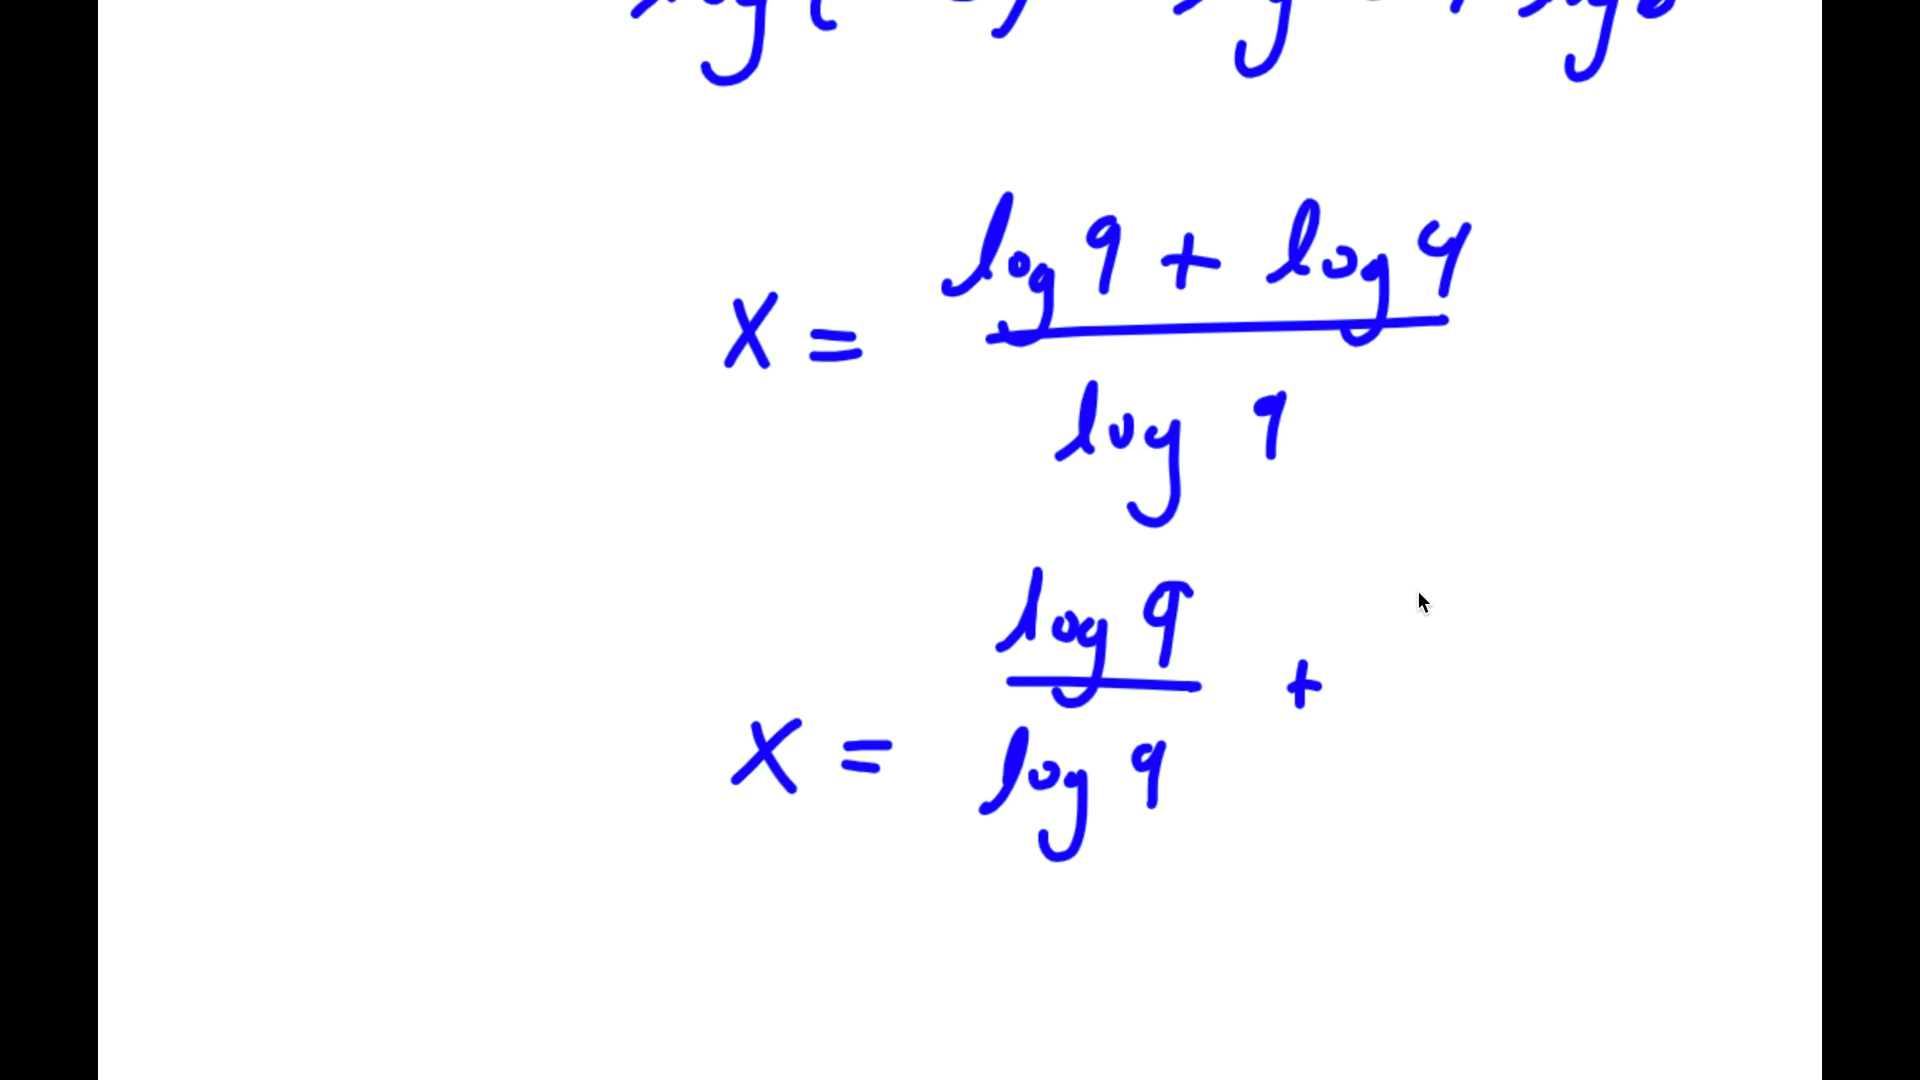 x = (log 9 + log 4) / log 9
x = log 9 / log 9 +